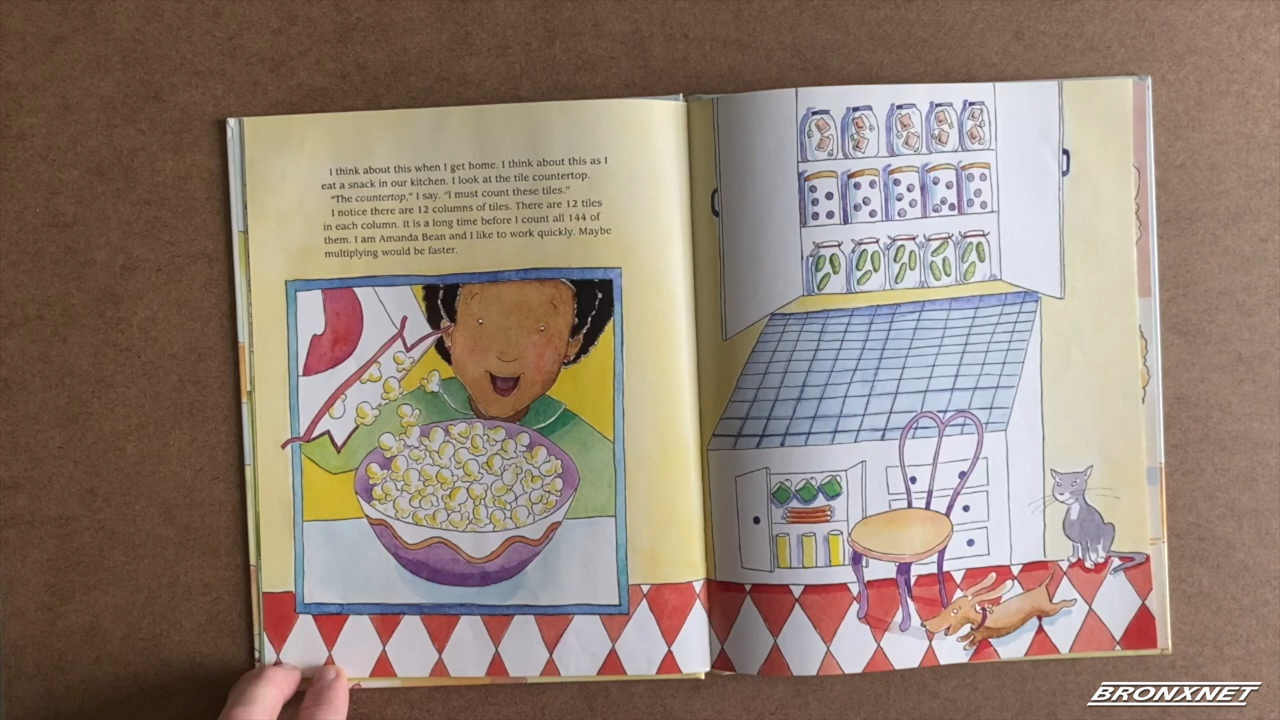 I think about this when I get home. I think about this as I
eat a snack in our kitchen. I look at the tile countertop.
"The countertop," I say. "I must count these tiles."
I notice there are 12 columns of tiles. There are 12 tiles
in each column. It is a long time before I count all 144 of
them. I am Amanda Bean and I like to work quickly. Maybe
multiplying would be faster.
BRONXNET